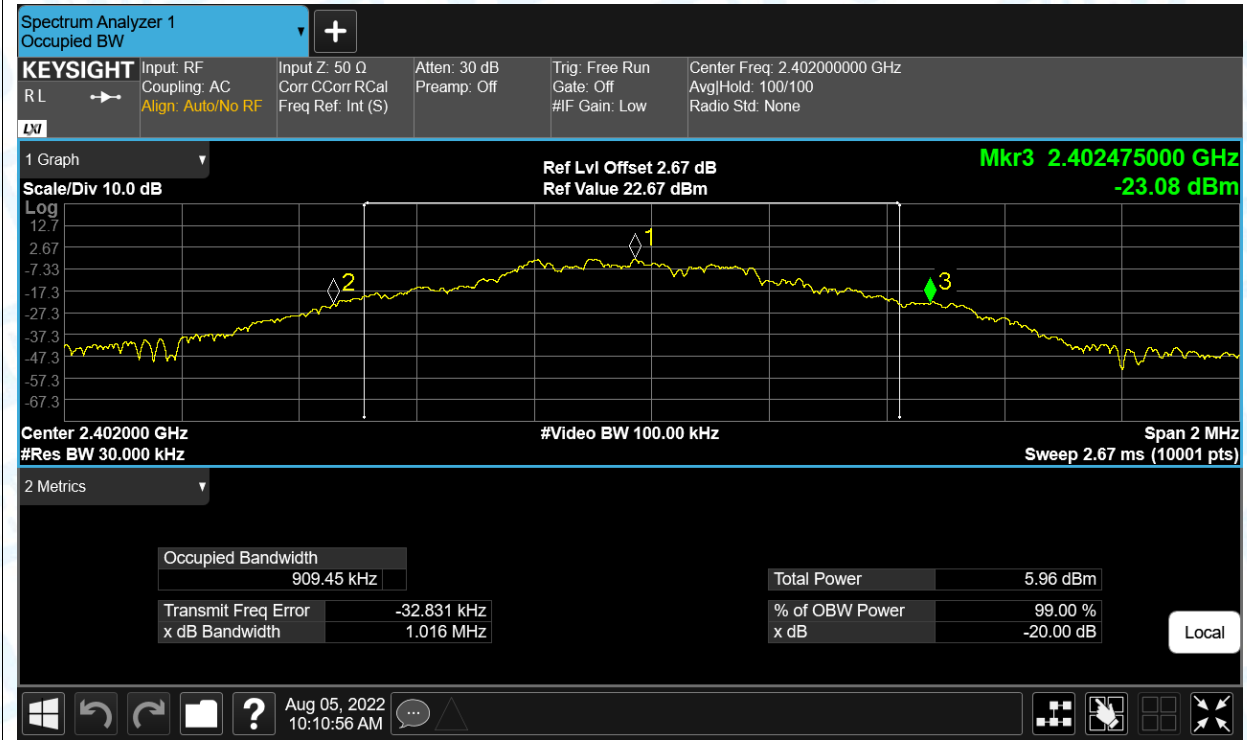 Spectrum Analyzer 1
Occupied BW
KEYSIGHT
R L
LXI
Input: RF
Coupling: AC
Align: Auto/No RF
Input Z: 50 Ω
Corr CCorr RCal
Freq Ref: Int (S)
Atten: 30 dB
Preamp: Off
Trig: Free Run
Gate: Off
#IF Gain: Low
Center Freq: 2.402000000 GHz
Avg|Hold: 100/100
Radio Std: None
1 Graph
Scale/Div 10.0 dB
Ref Lvl Offset 2.67 dB
Ref Value 22.67 dBm
Mkr3 2.402475000 GHz
-23.08 dBm
Log
12.7
2.67
-7.33
-17.3
-27.3
-37.3
-47.3
-57.3
-67.3
1
2
3
Center 2.402000 GHz
#Video BW 100.00 kHz
Span 2 MHz
#Res BW 30.000 kHz
Sweep 2.67 ms (10001 pts)
2 Metrics
Occupied Bandwidth
909.45 kHz
Total Power 5.96 dBm
Transmit Freq Error -32.831 kHz
% of OBW Power 99.00 %
x dB Bandwidth 1.016 MHz
x dB -20.00 dB
Local
?
Aug 05, 2022
10:10:56 AM